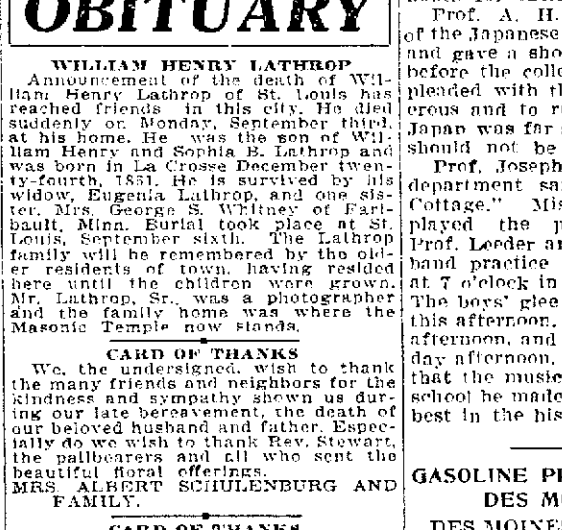 OBITUARY
WILLIAM HENRY LATHROP
Announcement of the death of Wil-
liam Henry Lathrop of St. Louis has
reached friends in this city. He died
suddenly on Monday, September third,
at his home. He was the son of Wil-
liam Henry and Sophia B. Lathrop and
was born in La Crosse December twen-
ty-fourth, 1851. He is survived by his
widow, Eugenia Lathrop, and one sis-
ter, Mrs. George S. Whitney of Fari-
bault, Minn. Burial took place at St.
Louis, September sixth. The Lathrop
family will be remembered by the old-
er residents of town, having resided
here until the children were grown.
Mr. Lathrop, Sr., was a photographer
and the family home was where the
Masonic Temple now stands.
CARD OF THANKS
We, the undersigned, wish to thank
the many friends and neighbors for the
kindness and sympathy shown us dur-
ing our late bereavement, the death of
our beloved husband and father. Espec-
ially do we wish to thank Rev. Stewart,
the pallbearers and all who sent the
beautiful floral offerings.
MRS. ALBERT SCHULENBURG AND
FAMILY.
CARD OF THANKS
Prof. A. H.
of the Japanese
and gave a sho
before the colle
pleaded with th
erous and to r
Japan was far
should not be
Prof. Joseph
department sa
Cottage." Mis
played the p
Prof. Leeder a
band practice
at 7 o'clock in
The boys' glee
this afternoon.
afternoon, and
day afternoon.
that the music
school be made
best in the his
GASOLINE P
DES M
DES MOINE